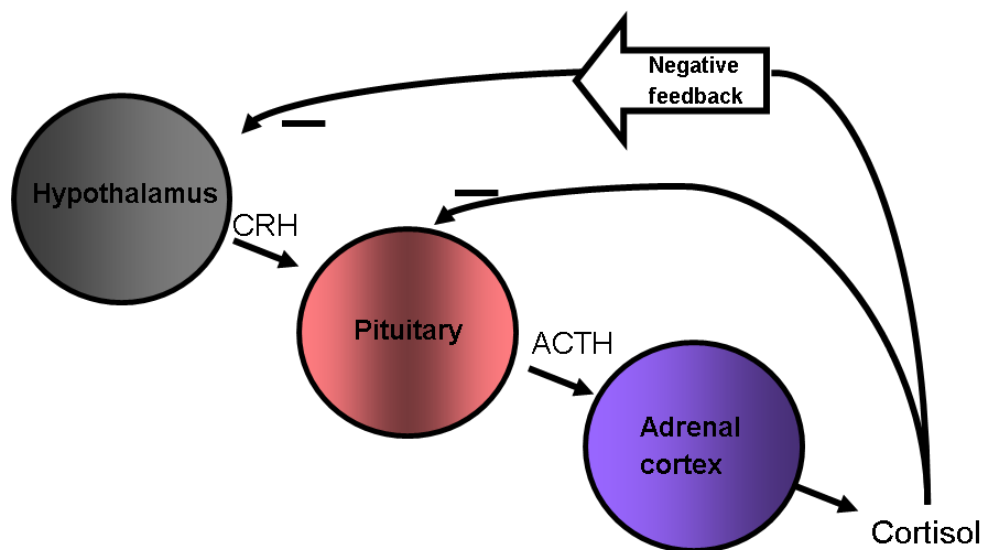 Negative
feedback
Hypothalamus
CRH
Pituitary
ACTH
Adrenal
cortex
Cortisol